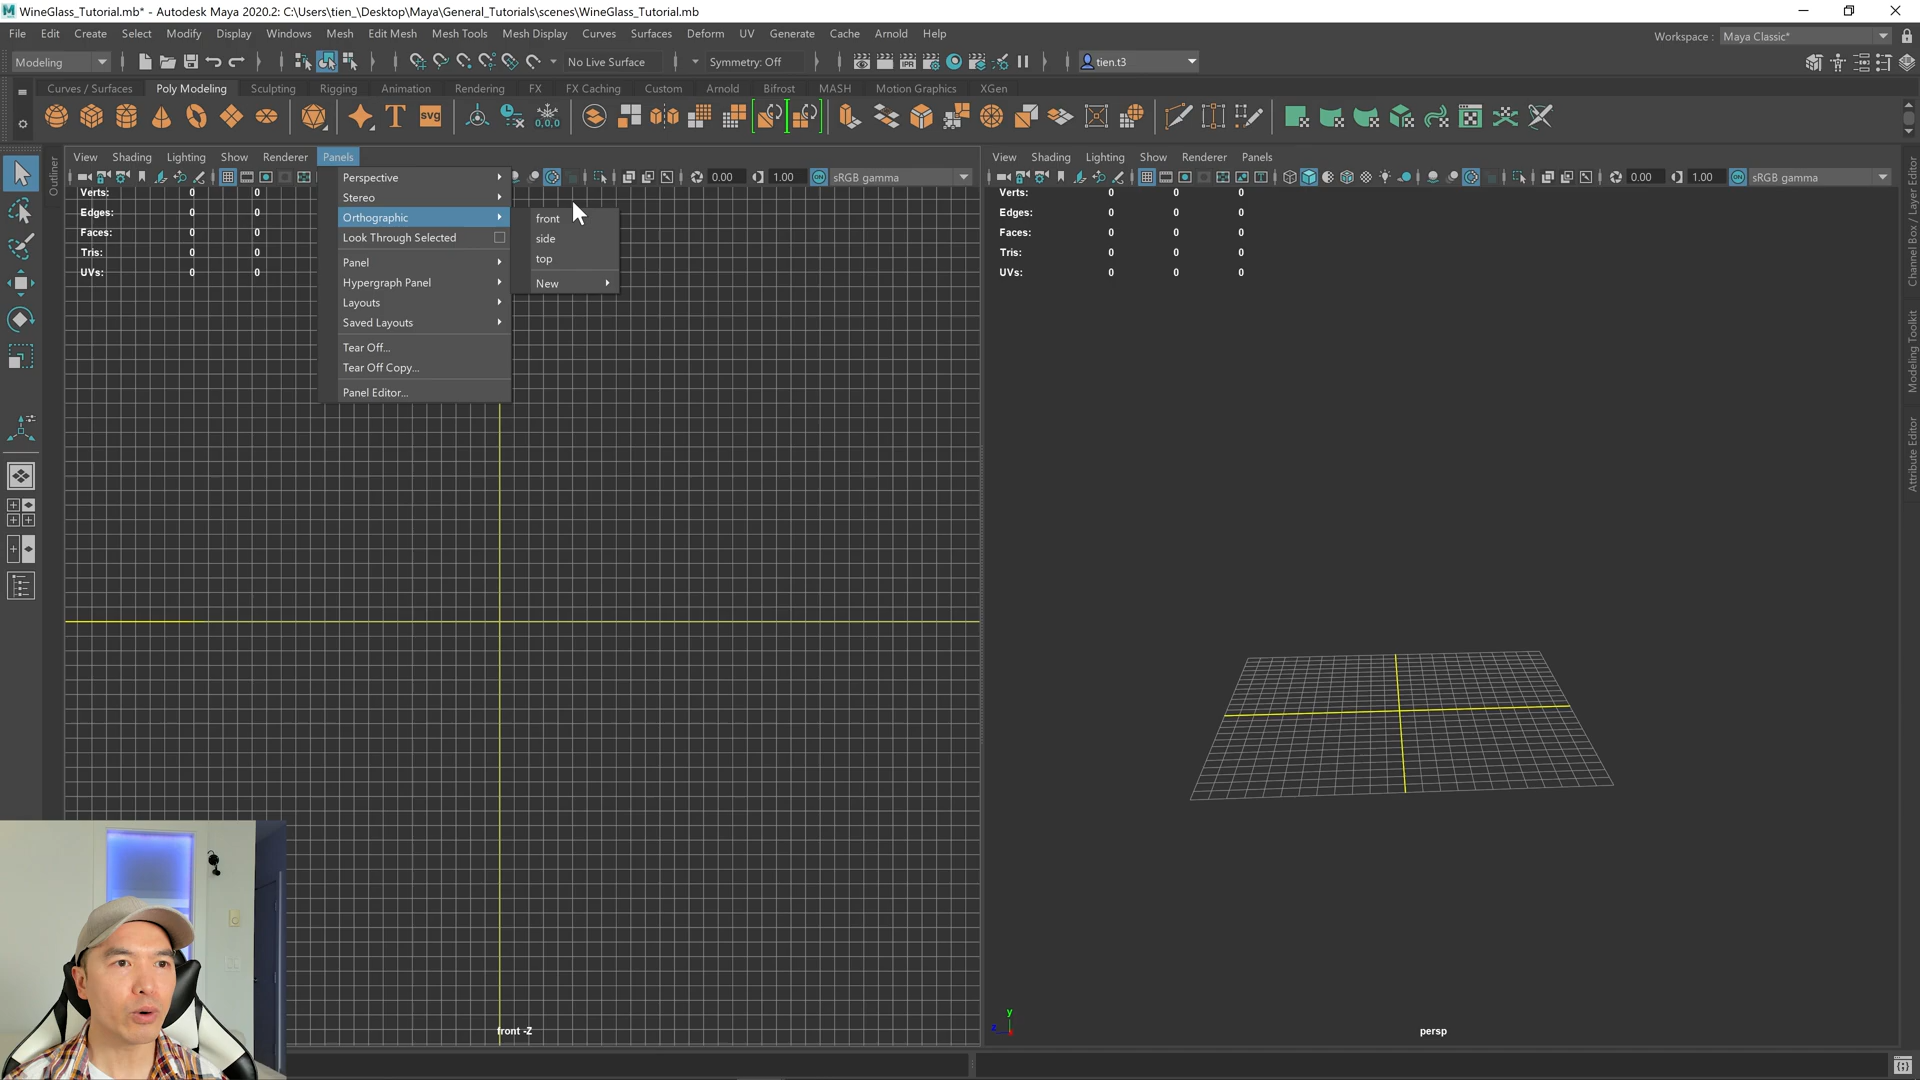 WineGlass_Tutorial.mb* - Autodesk Maya 2020.2: C:\Users\tien_\Desktop\Maya\General_Tutorials\scenes\WineGlass_Tutorial.mb
File Edit Create Select Modify Display Windows Mesh Edit Mesh Mesh Tools Mesh Display Curves Surfaces Deform UV Generate Cache Arnold Help
Workspace : Maya Classic*
Modeling No Live Surface Symmetry: Off IPR tien.t3
Curves / Surfaces Poly Modeling Sculpting Rigging Animation Rendering FX FX Caching Custom Arnold Bifrost MASH Motion Graphics XGen
T svg 0,0,0
View Shading Lighting Show Renderer Panels
0.00 1.00 ON sRGB gamma
Verts: 0 0
Edges: 0 0
Faces: 0 0
Tris: 0 0
UVs: 0 0
Perspective
Stereo
Orthographic
Look Through Selected
Panel
Hypergraph Panel
Layouts
Saved Layouts
Tear Off...
Tear Off Copy...
Panel Editor...
front
side
top
New
front -Z
View Shading Lighting Show Renderer Panels
0.00 1.00 ON sRGB gamma
Verts: 0 0 0
Edges: 0 0 0
Faces: 0 0 0
Tris: 0 0 0
UVs: 0 0 0
y
z
persp
Outliner
Channel Box / Layer Editor
Modeling Toolkit
Attribute Editor